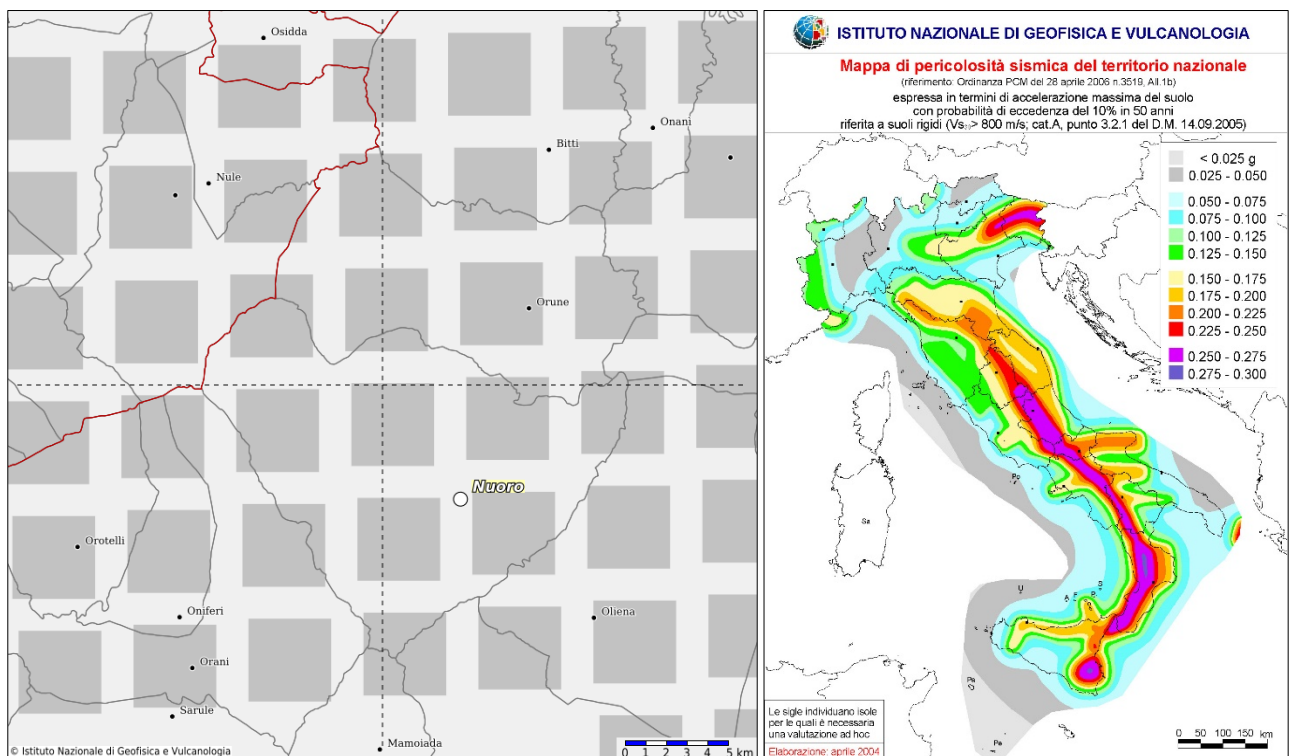 Osidda
Onani
Bitti
Nule
Orune
Nuoro
Orotelli
Oniferi
Oliena
Orani
Sarule
Mamoiada
© Istituto Nazionale di Geofisica e Vulcanologia
0 1 2 3 4 5 km
ISTITUTO NAZIONALE DI GEOFISICA E VULCANOLOGIA
Mappa di pericolosità sismica del territorio nazionale
(riferimento: Ordinanza PCM del 28 aprile 2006 n.3519, All.1b)
espressa in termini di accelerazione massima del suolo
con probabilità di eccedenza del 10% in 50 anni
riferita a suoli rigidi (Vs₃₀> 800 m/s; cat.A, punto 3.2.1 del D.M. 14.09.2005)
< 0.025 g
0.025 - 0.050
0.050 - 0.075
0.075 - 0.100
0.100 - 0.125
0.125 - 0.150
0.150 - 0.175
0.175 - 0.200
0.200 - 0.225
0.225 - 0.250
0.250 - 0.275
0.275 - 0.300
Po
Sa
U
S
A
F
P
Pa
Pe
Le sigle individuano isole
per le quali è necessaria
una valutazione ad hoc
Elaborazione: aprile 2004
0 50 100 150 km